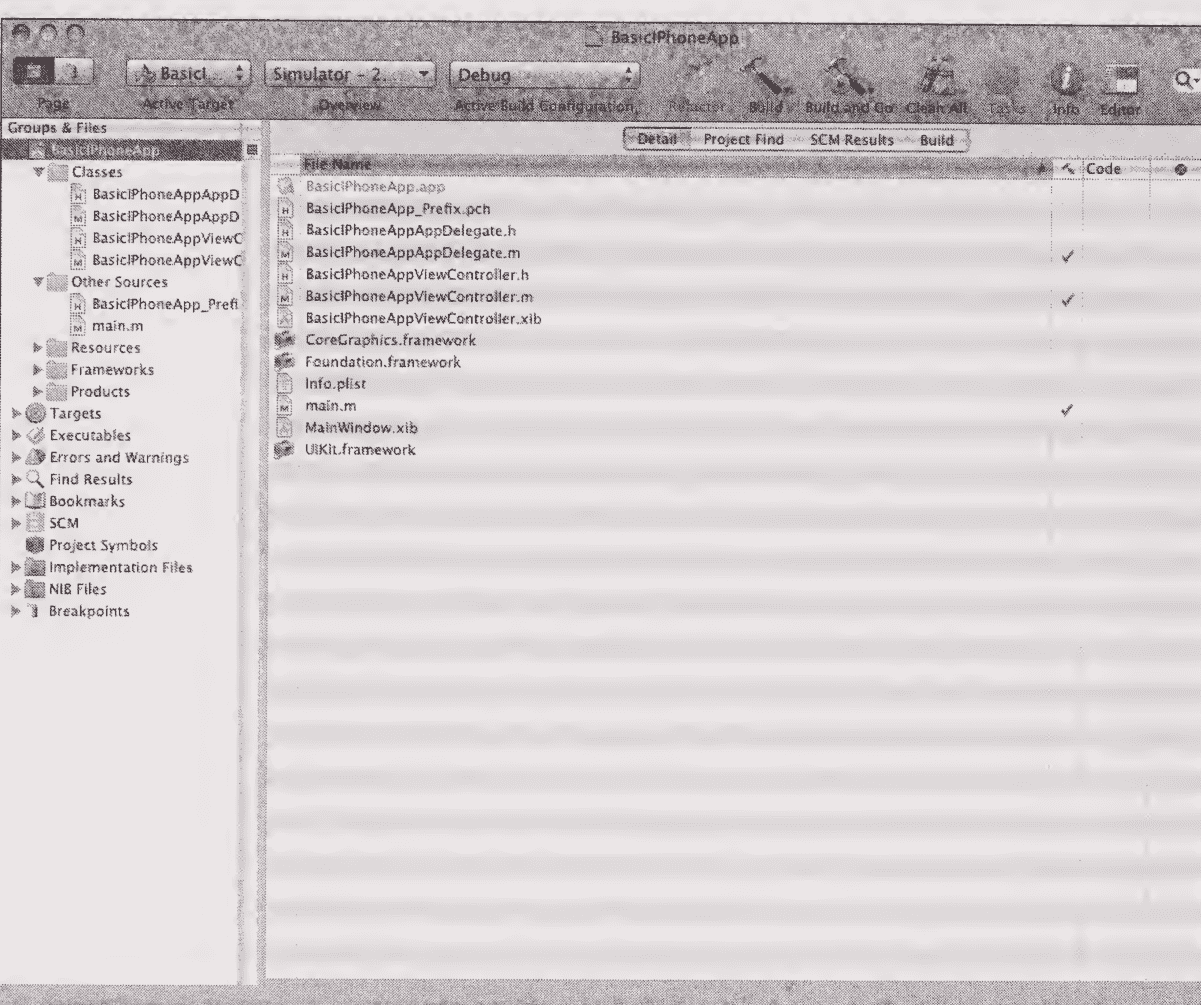 BasicIPhoneApp
BasicI... Simulator - 2... Debug
Page Active Target Overview Active Build Configuration Refactor Build Build and Go Clean All Tasks Info Editor
Groups & Files
Detail Project Find SCM Results Build
BasicIPhoneApp
Classes
BasicIPhoneAppAppD
BasicIPhoneAppAppD
BasicIPhoneAppViewC
BasicIPhoneAppViewC
Other Sources
BasicIPhoneApp_Prefi
main.m
Resources
Frameworks
Products
Targets
Executables
Errors and Warnings
Find Results
Bookmarks
SCM
Project Symbols
Implementation Files
NIB Files
Breakpoints
File Name Code
BasicIPhoneApp.app
BasicIPhoneApp_Prefix.pch
BasicIPhoneAppAppDelegate.h
BasicIPhoneAppAppDelegate.m
BasicIPhoneAppViewController.h
BasicIPhoneAppViewController.m
BasicIPhoneAppViewController.xib
CoreGraphics.framework
Foundation.framework
Info.plist
main.m
MainWindow.xib
UIKit.framework